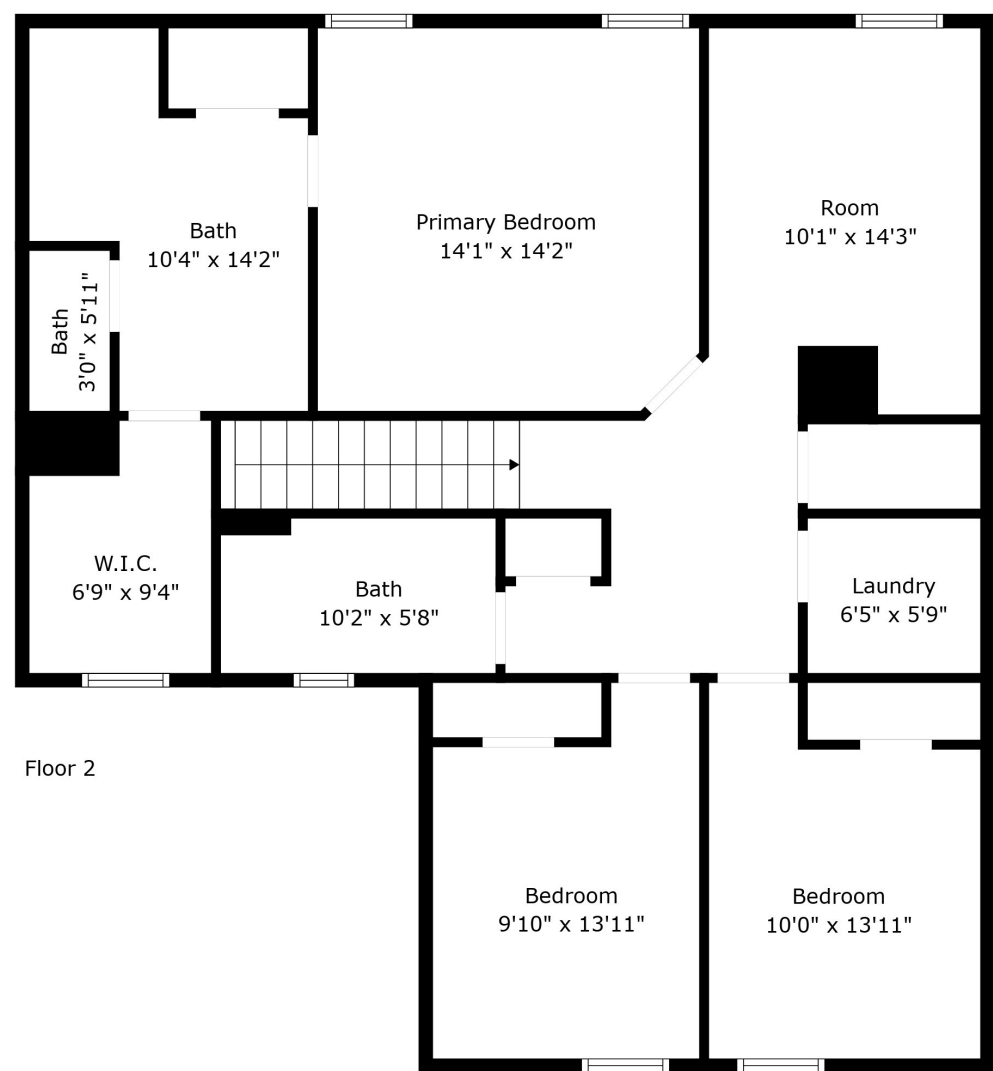 Bath
10'4" x 14'2"
Primary Bedroom
14'1" x 14'2"
Room
10'1" x 14'3"
Bath
3'0" x 5'11"
W.I.C.
6'9" x 9'4"
Bath
10'2" x 5'8"
Laundry
6'5" x 5'9"
Floor 2
Bedroom
9'10" x 13'11"
Bedroom
10'0" x 13'11"